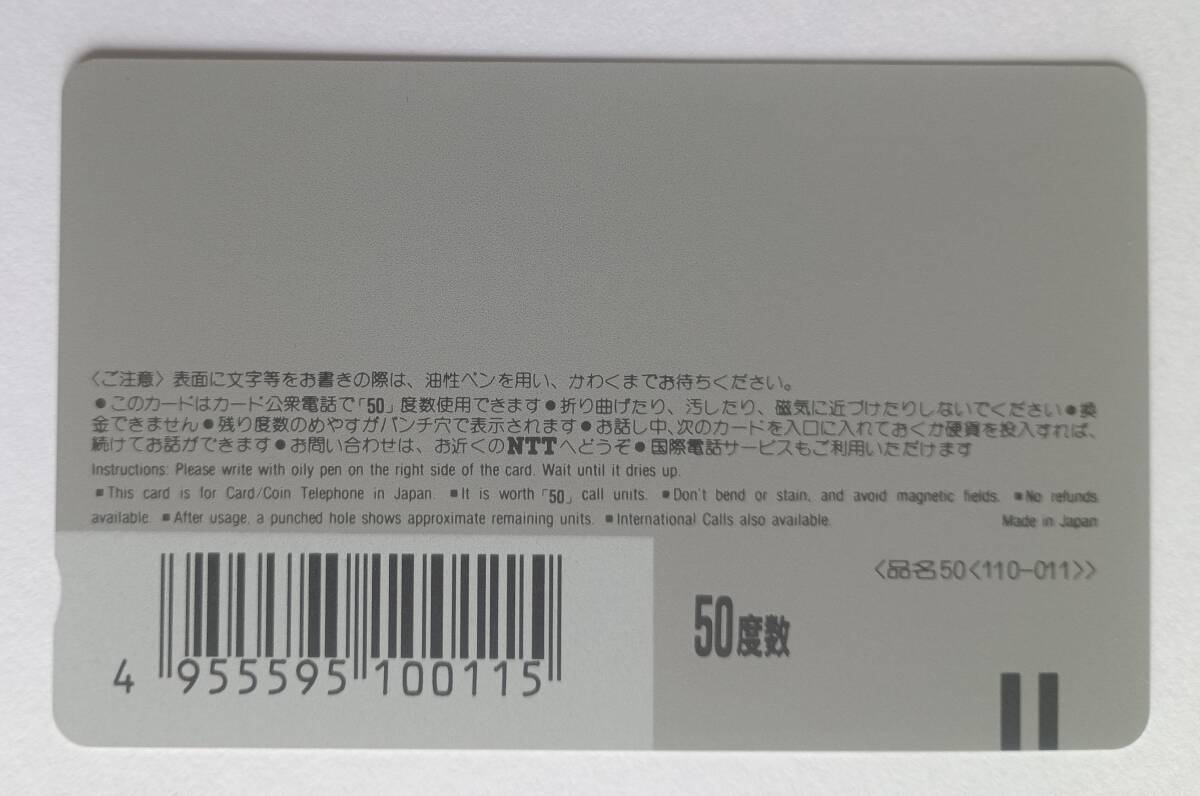 〈ご注意〉表面に文字等をお書きの際は、油性ペンを用い、かわくまでお待ちください。
●このカードはカード公衆電話で「50」度数使用できます●折り曲げたり、汚したり、磁気に近づけたりしないでください●換
金できません●残り度数のめやすがパンチ穴で表示されます●お話し中、次のカードを入口に入れておくか硬貨を投入すれば、
続けてお話ができます●お問い合わせは、お近くのNTTへどうぞ●国際電話サービスもご利用いただけます
Instructions: Please write with oily pen on the right side of the card. Wait until it dries up.
■This card is for Card/Coin Telephone in Japan. ■It is worth「50」call units. ■Don't bend or stain, and avoid magnetic fields. ■No refunds
available. ■After usage, a punched hole shows approximate remaining units. ■International Calls also available. Made in Japan
〈品名50〈110-011〉〉
50度数
4 955595 100115